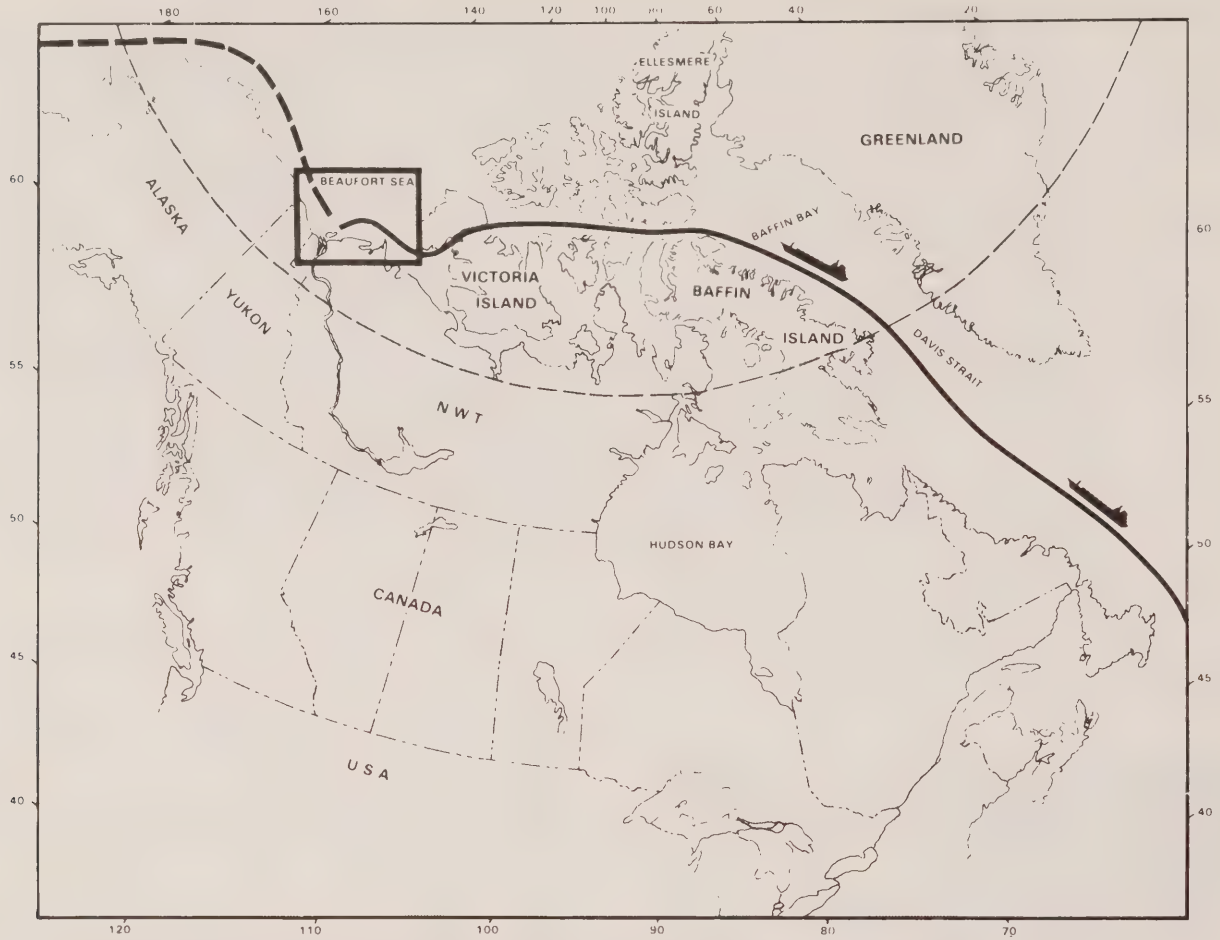 180 160 140 120 100 80 60 40 20
ELLESMERE
ISLAND
GREENLAND
60
BEAUFORT SEA
ALASKA
BAFFIN BAY
60
VICTORIA
ISLAND
BAFFIN
YUKON
ISLAND
DAVIS STRAIT
55
NWT
55
50
HUDSON BAY
50
CANADA
45
45
USA
40
40
120 110 100 90 80 70